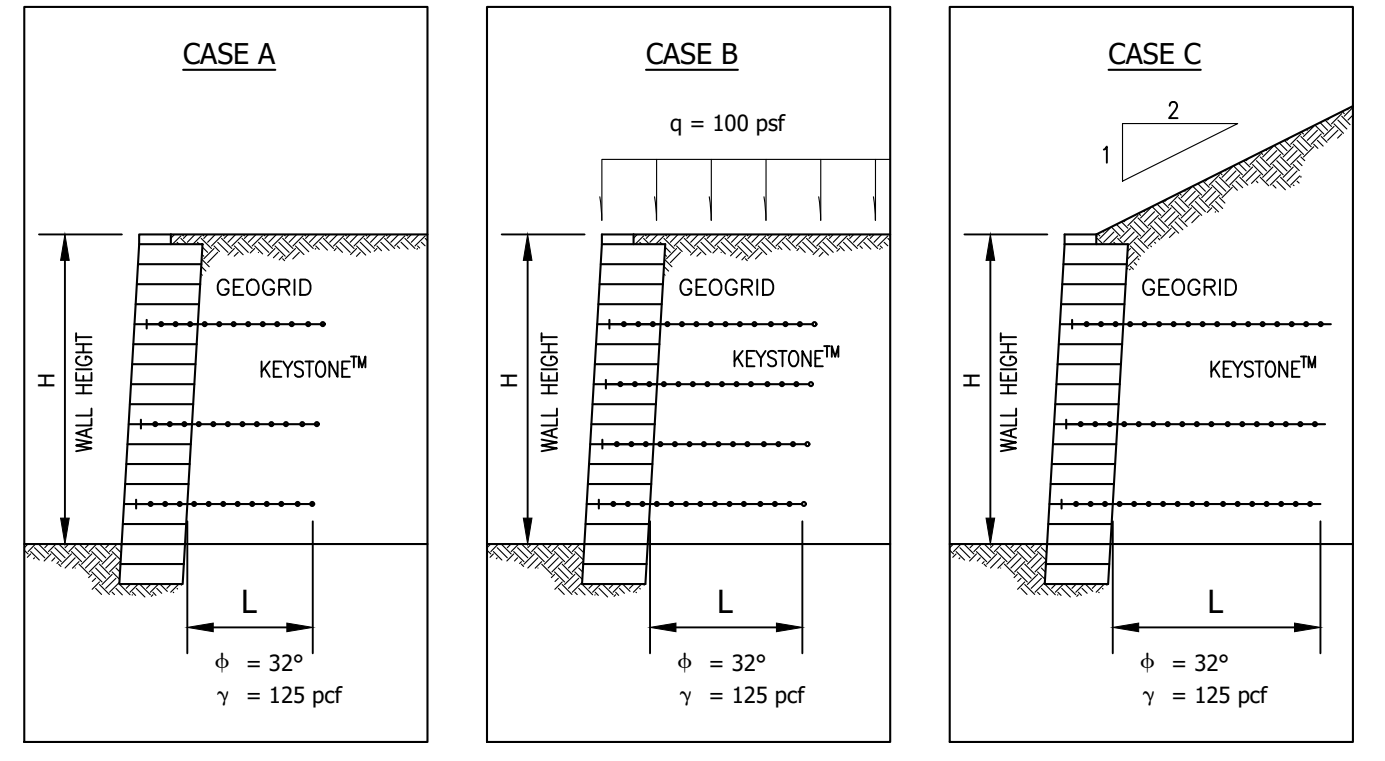 CASE A
H
WALL HEIGHT
GEOGRID
KEYSTONE™
L
ϕ = 32°
γ = 125 pcf
CASE B
q = 100 psf
H
WALL HEIGHT
GEOGRID
KEYSTONE™
L
ϕ = 32°
γ = 125 pcf
CASE C
2
1
H
WALL HEIGHT
GEOGRID
KEYSTONE™
L
ϕ = 32°
γ = 125 pcf